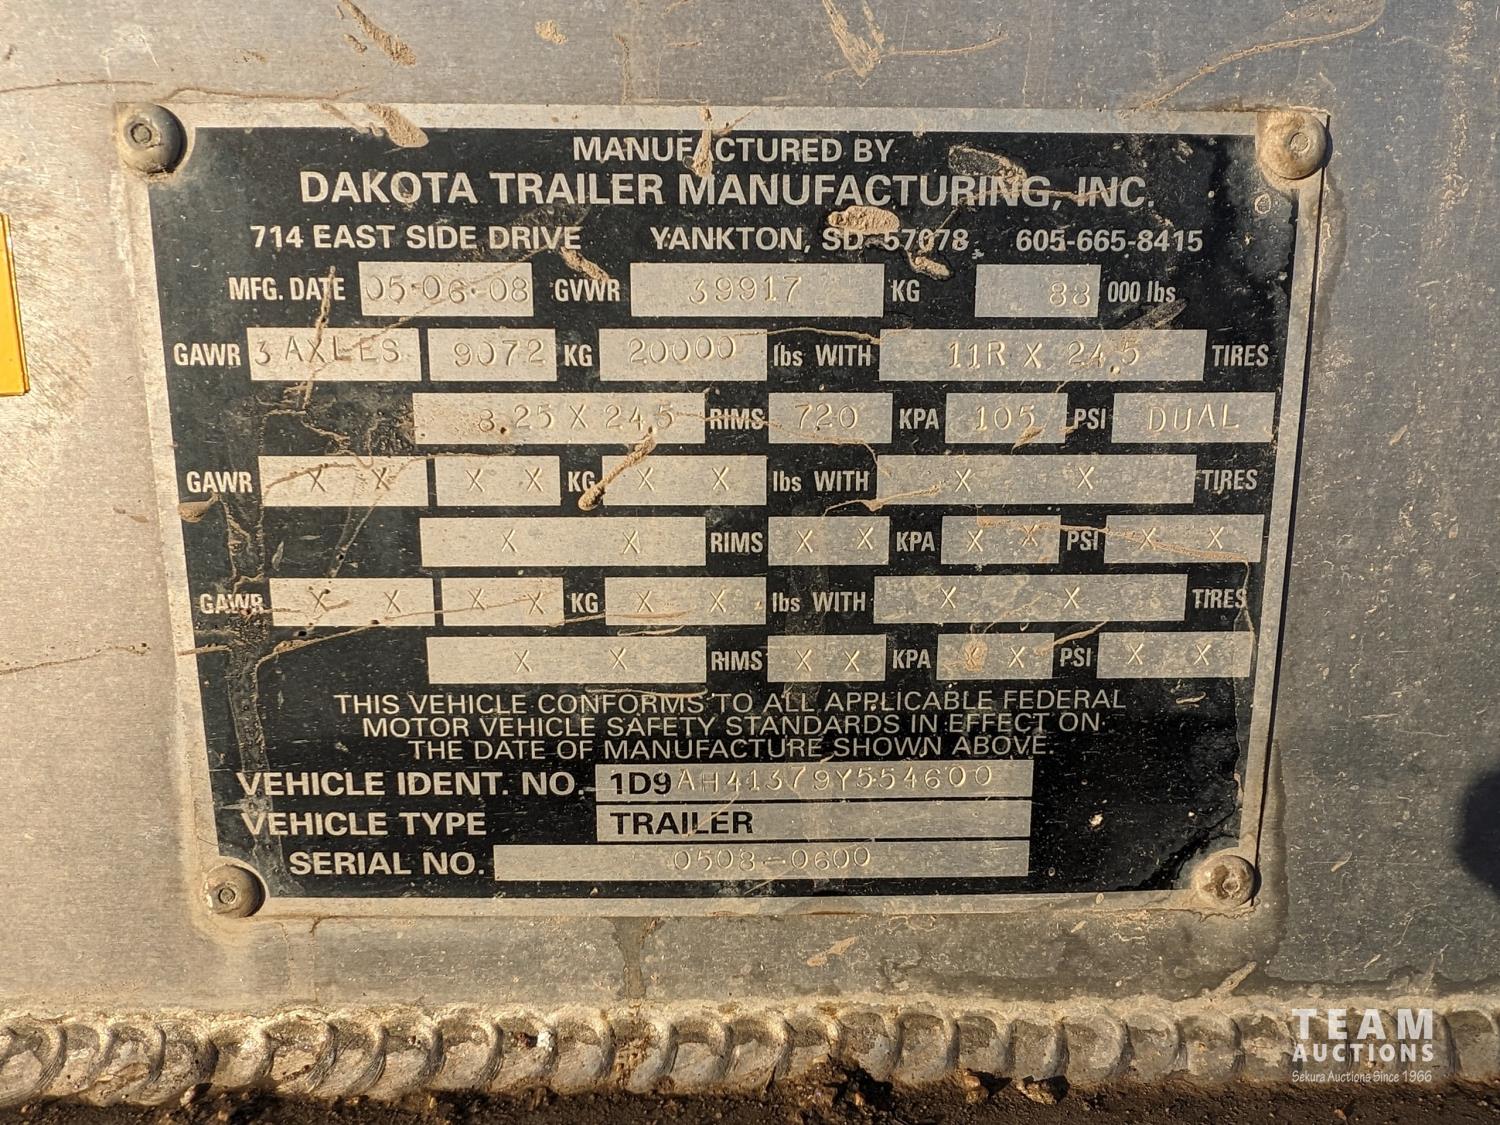 MANUFACTURED BY
DAKOTA TRAILER MANUFACTURING, INC.
714 EAST SIDE DRIVE YANKTON, SD 57078 605-665-8415
MFG. DATE 05-06-08 GVWR 39917 KG 88 000 lbs
GAWR 3 AXLES 9072 KG 20000 lbs WITH 11R X 24.5 TIRES
8.25 X 24.5 RIMS 720 KPA 105 PSI DUAL
GAWR X X X X KG X X lbs WITH X X TIRES
X X RIMS X X KPA X X PSI X X
GAWR X X X X KG X X lbs WITH X X TIRES
X X RIMS X X KPA X X PSI X X
THIS VEHICLE CONFORMS TO ALL APPLICABLE FEDERAL
MOTOR VEHICLE SAFETY STANDARDS IN EFFECT ON
THE DATE OF MANUFACTURE SHOWN ABOVE.
VEHICLE IDENT. NO. 1D9AH41379Y554600
VEHICLE TYPE TRAILER
SERIAL NO. 0508-0600
TEAM
AUCTIONS
Sekura Auctions Since 1966